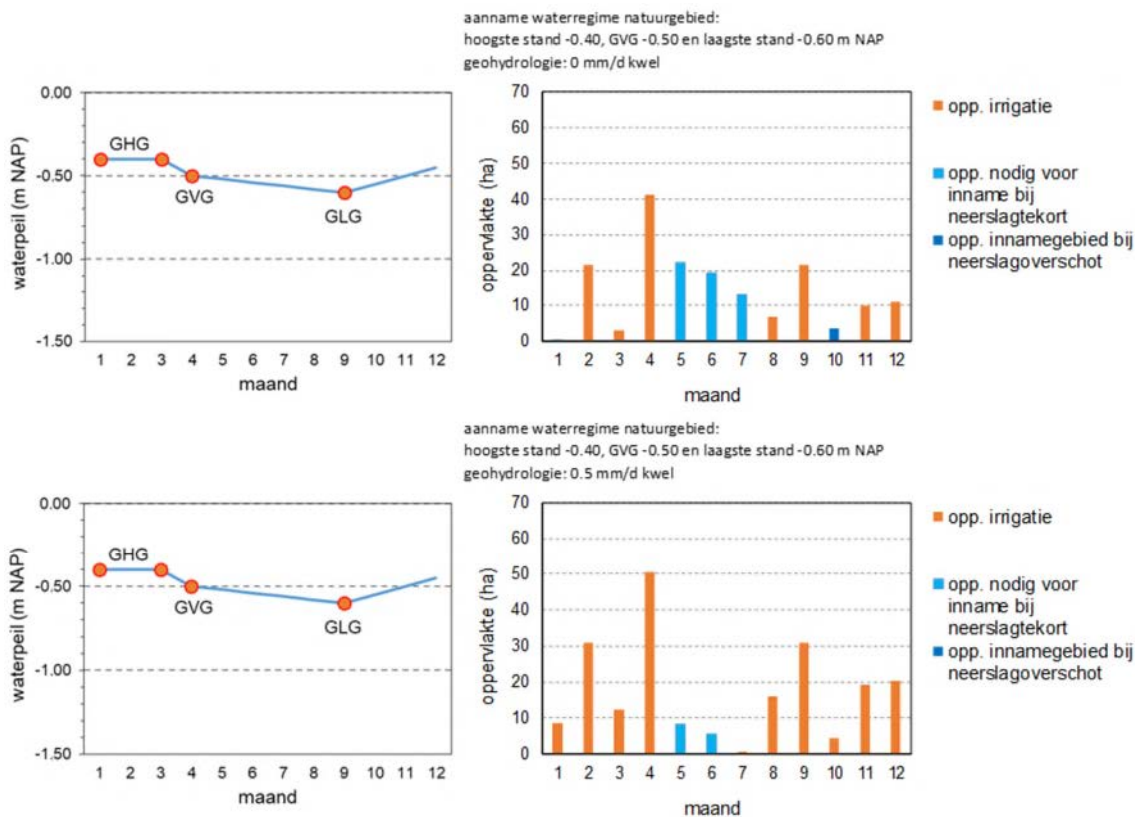 aanname waterregime natuurgebied:
hoogste stand -0.40, GVG -0.50 en laagste stand -0.60 m NAP
geohydrologie: 0 mm/d kwel
waterpeil (m NAP)
0.00
-0.50
-1.00
-1.50
GHG
GVG
GLG
1 2 3 4 5 6 7 8 9 10 11 12
maand
oppervlakte (ha)
70
60
50
40
30
20
10
0
1 2 3 4 5 6 7 8 9 10 11 12
maand
opp. irrigatie
opp. nodig voor
inname bij
neerslagtekort
opp. innamegebied bij
neerslagoverschot
aanname waterregime natuurgebied:
hoogste stand -0.40, GVG -0.50 en laagste stand -0.60 m NAP
geohydrologie: 0.5 mm/d kwel
waterpeil (m NAP)
0.00
-0.50
-1.00
-1.50
GHG
GVG
GLG
1 2 3 4 5 6 7 8 9 10 11 12
maand
oppervlakte (ha)
70
60
50
40
30
20
10
0
1 2 3 4 5 6 7 8 9 10 11 12
maand
opp. irrigatie
opp. nodig voor
inname bij
neerslagtekort
opp. innamegebied bij
neerslagoverschot